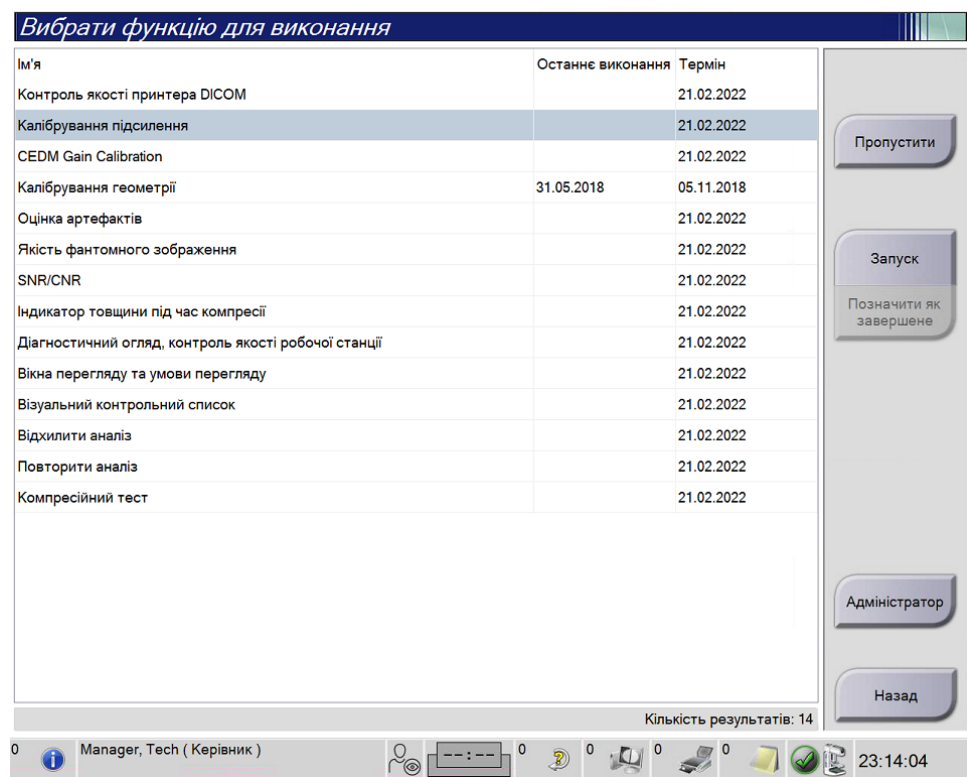 Вибрати функцію для виконання
Ім'я Останнє виконання Термін
Контроль якості принтера DICOM 21.02.2022
Калібрування підсилення 21.02.2022
CEDM Gain Calibration 21.02.2022
Калібрування геометрії 31.05.2018 05.11.2018
Оцінка артефактів 21.02.2022
Якість фантомного зображення 21.02.2022
SNR/CNR 21.02.2022
Індикатор товщини під час компресії 21.02.2022
Діагностичний огляд, контроль якості робочої станції 21.02.2022
Вікна перегляду та умови перегляду 21.02.2022
Візуальний контрольний список 21.02.2022
Відхилити аналіз 21.02.2022
Повторити аналіз 21.02.2022
Компресійний тест 21.02.2022
Кількість результатів: 14
Пропустити
Запуск
Позначити як
завершене
Адміністратор
Назад
0 Manager, Tech ( Керівник ) --:-- 0 0 0 0 23:14:04